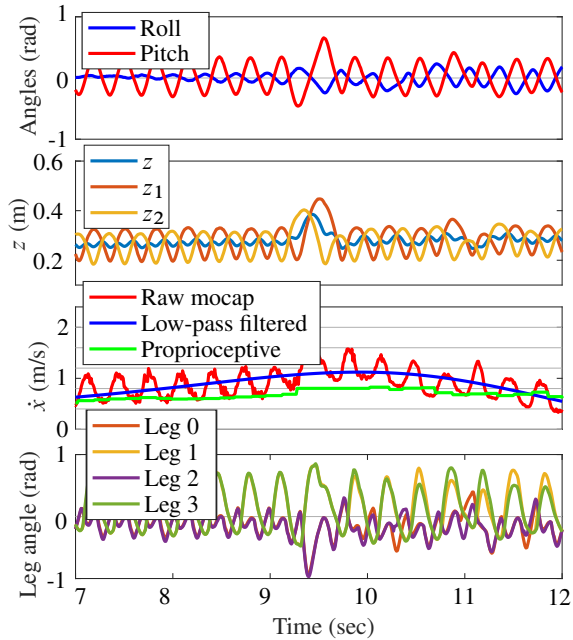 1
Roll
Pitch
0
-1
Angles (rad)
0.6
z
z1
z2
0.4
0.2
z (m)
Raw mocap
Low-pass filtered
Proprioceptive
2
1
0
ẋ (m/s)
1
Leg 0
Leg 1
Leg 2
Leg 3
0
-1
Leg angle (rad)
7 8 9 10 11 12
Time (sec)